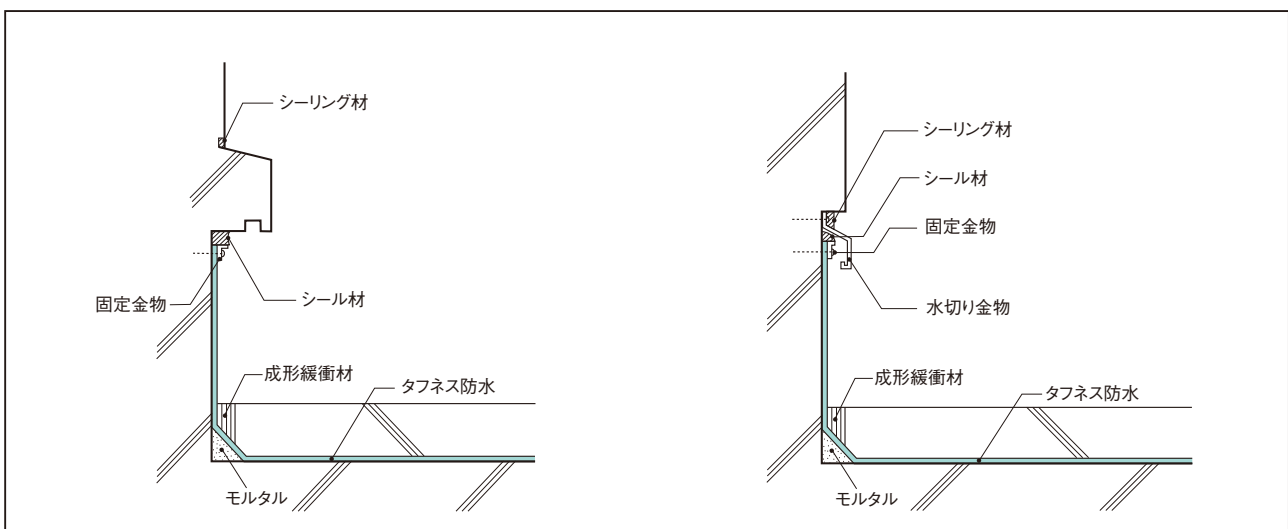 シーリング材
固定金物
シール材
成形緩衝材
タフネス防水
モルタル
シーリング材
シール材
固定金物
水切り金物
成形緩衝材
タフネス防水
モルタル